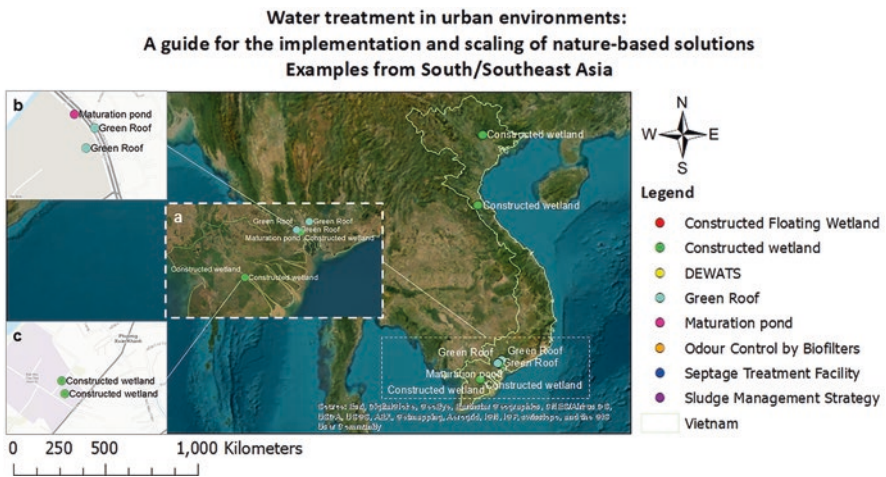 Water treatment in urban environments:
A guide for the implementation and scaling of nature-based solutions
Examples from South/Southeast Asia
b
Maturation pond
Green Roof
Green Roof
Constructed wetland
Constructed wetland
a
Green Roof
Green Roof
Green Roof
Maturation pond
Constructed wetland
Constructed wetland
Constructed wetland
c
Constructed wetland
Constructed wetland
Green Roof
Green Roof
Green Roof
Maturation pond
Constructed wetland
Constructed wetland
User Community
0 250 500 1,000 Kilometers
N
W E
S
Legend
Constructed Floating Wetland
Constructed wetland
DEWATS
Green Roof
Maturation pond
Odour Control by Biofilters
Septage Treatment Facility
Sludge Management Strategy
Vietnam